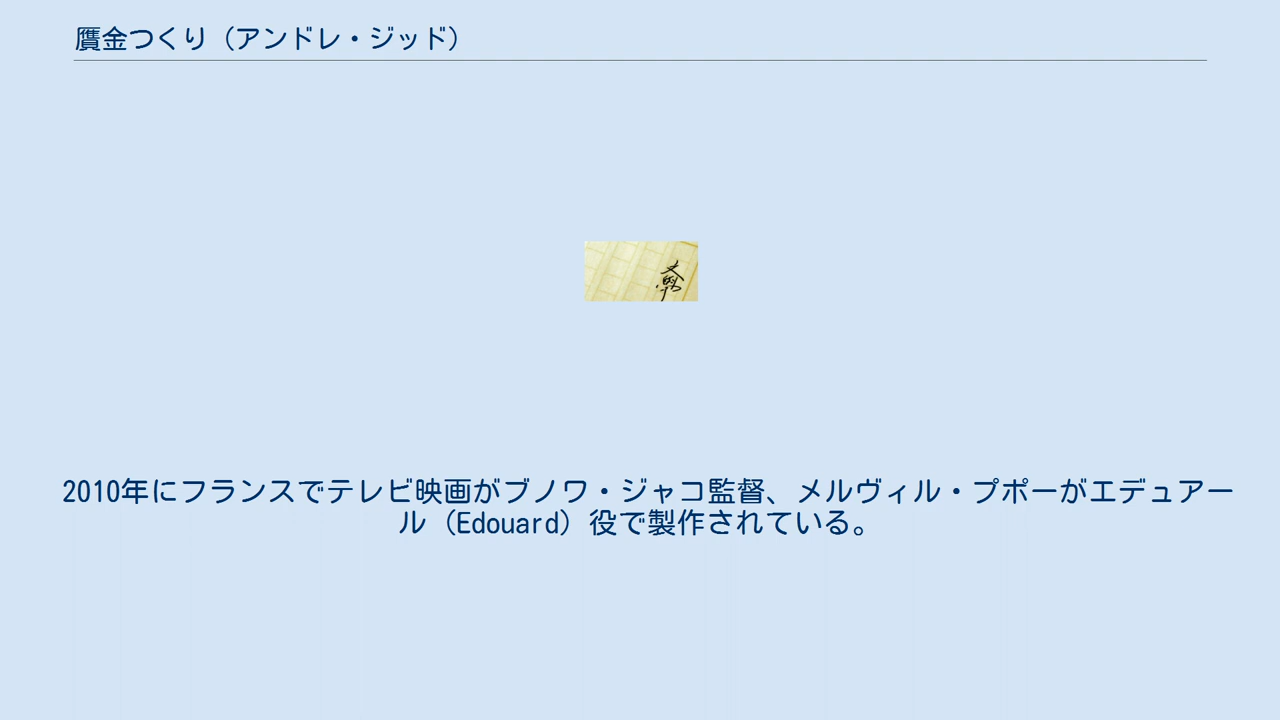 贋金つくり（アンドレ・ジッド）
2010年にフランスでテレビ映画がブノワ・ジャコ監督、メルヴィル・プポーがエデュアー
ル（Edouard）役で製作されている。